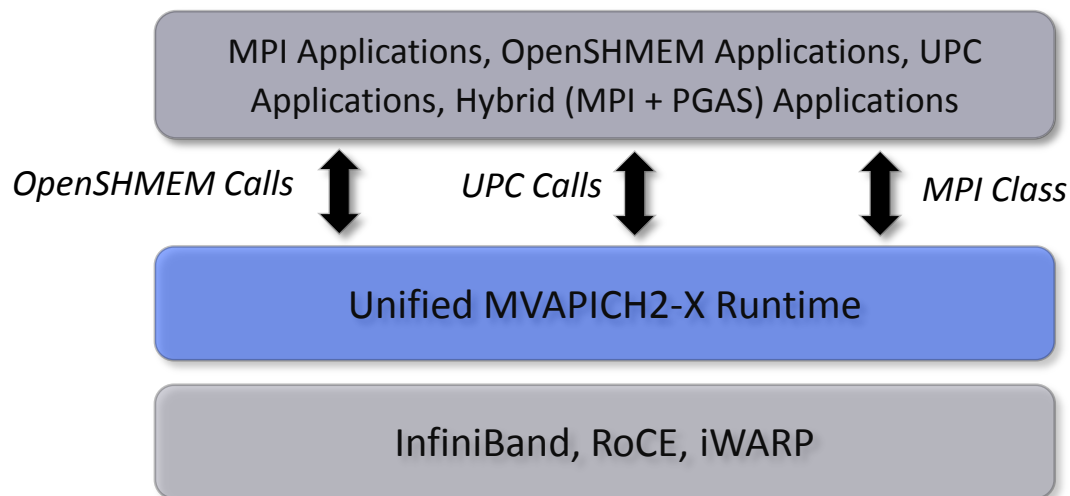 MPI Applications, OpenSHMEM Applications, UPC
Applications, Hybrid (MPI + PGAS) Applications
OpenSHMEM Calls
UPC Calls
MPI Class
Unified MVAPICH2-X Runtime
InfiniBand, RoCE, iWARP